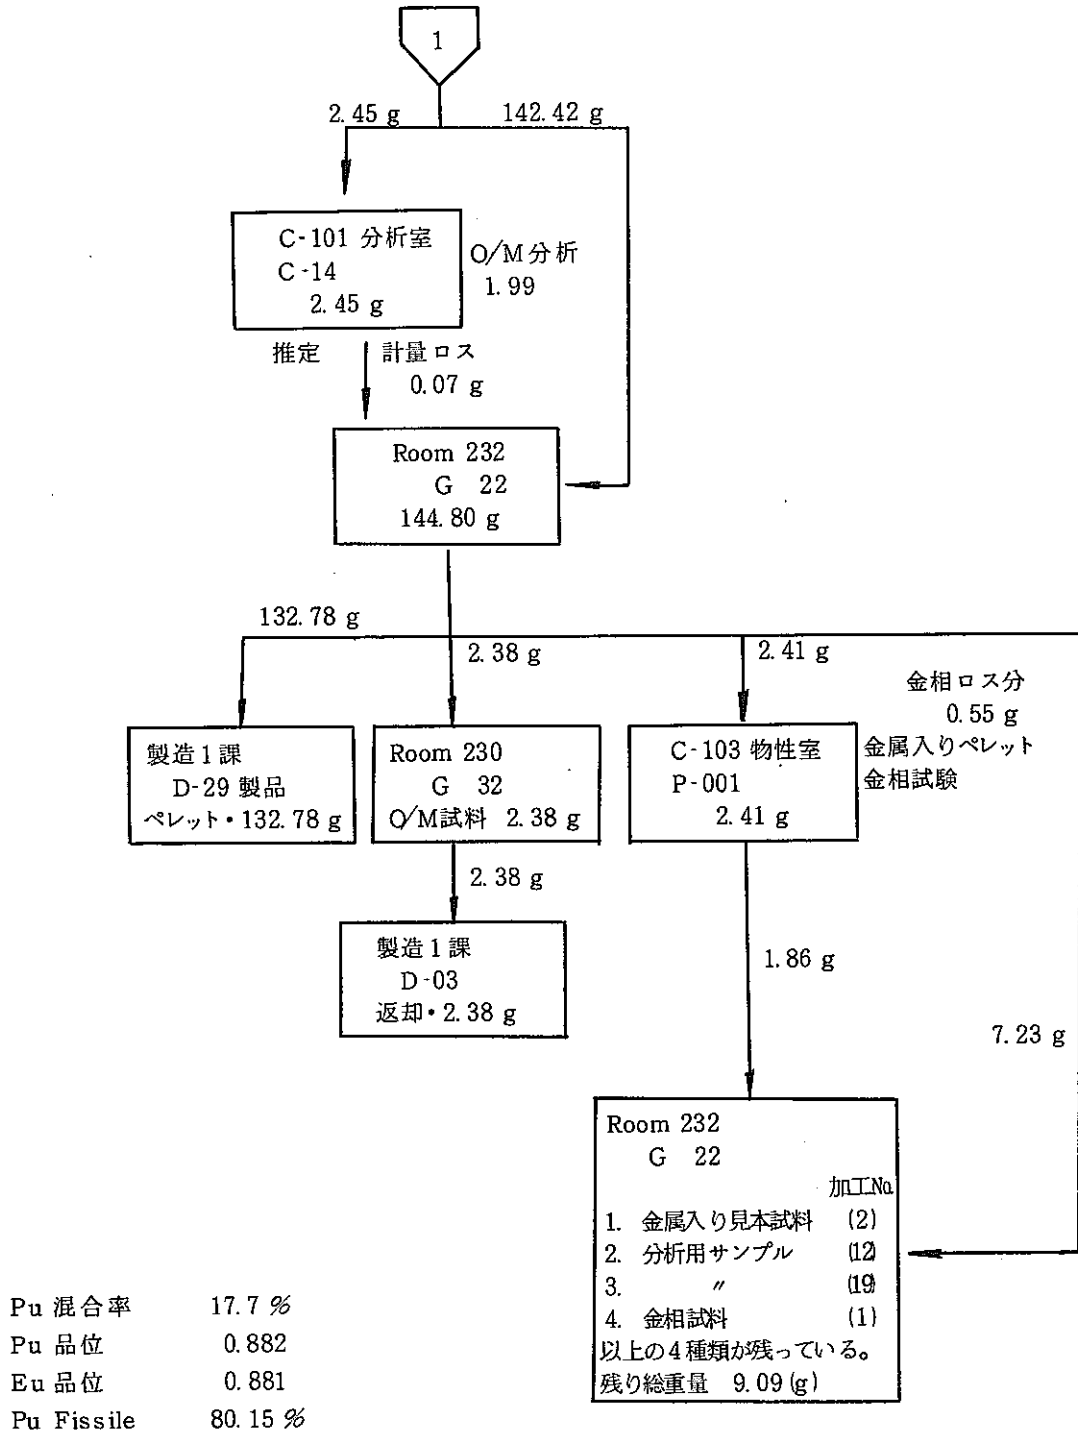 1
2.45 g
142.42 g
C-101 分析室
C-14
2.45 g
O/M分析
1.99
推定
計量ロス
0.07 g
Room 232
G 22
144.80 g
132.78 g
2.38 g
2.41 g
金相ロス分
0.55 g
製造1課
D-29 製品
ペレット・132.78 g
Room 230
G 32
O/M試料 2.38 g
C-103 物性室
P-001
2.41 g
金属入りペレット
金相試験
2.38 g
製造1課
D-03
返却・2.38 g
1.86 g
7.23 g
Room 232
G 22
加工No.
1. 金属入り見本試料 (2)
2. 分析用サンプル (12)
3. 〃 (19)
4. 金相試料 (1)
以上の4種類が残っている。
残り総重量 9.09(g)
Pu 混合率 17.7 %
Pu 品位 0.882
Eu 品位 0.881
Pu Fissile 80.15 %